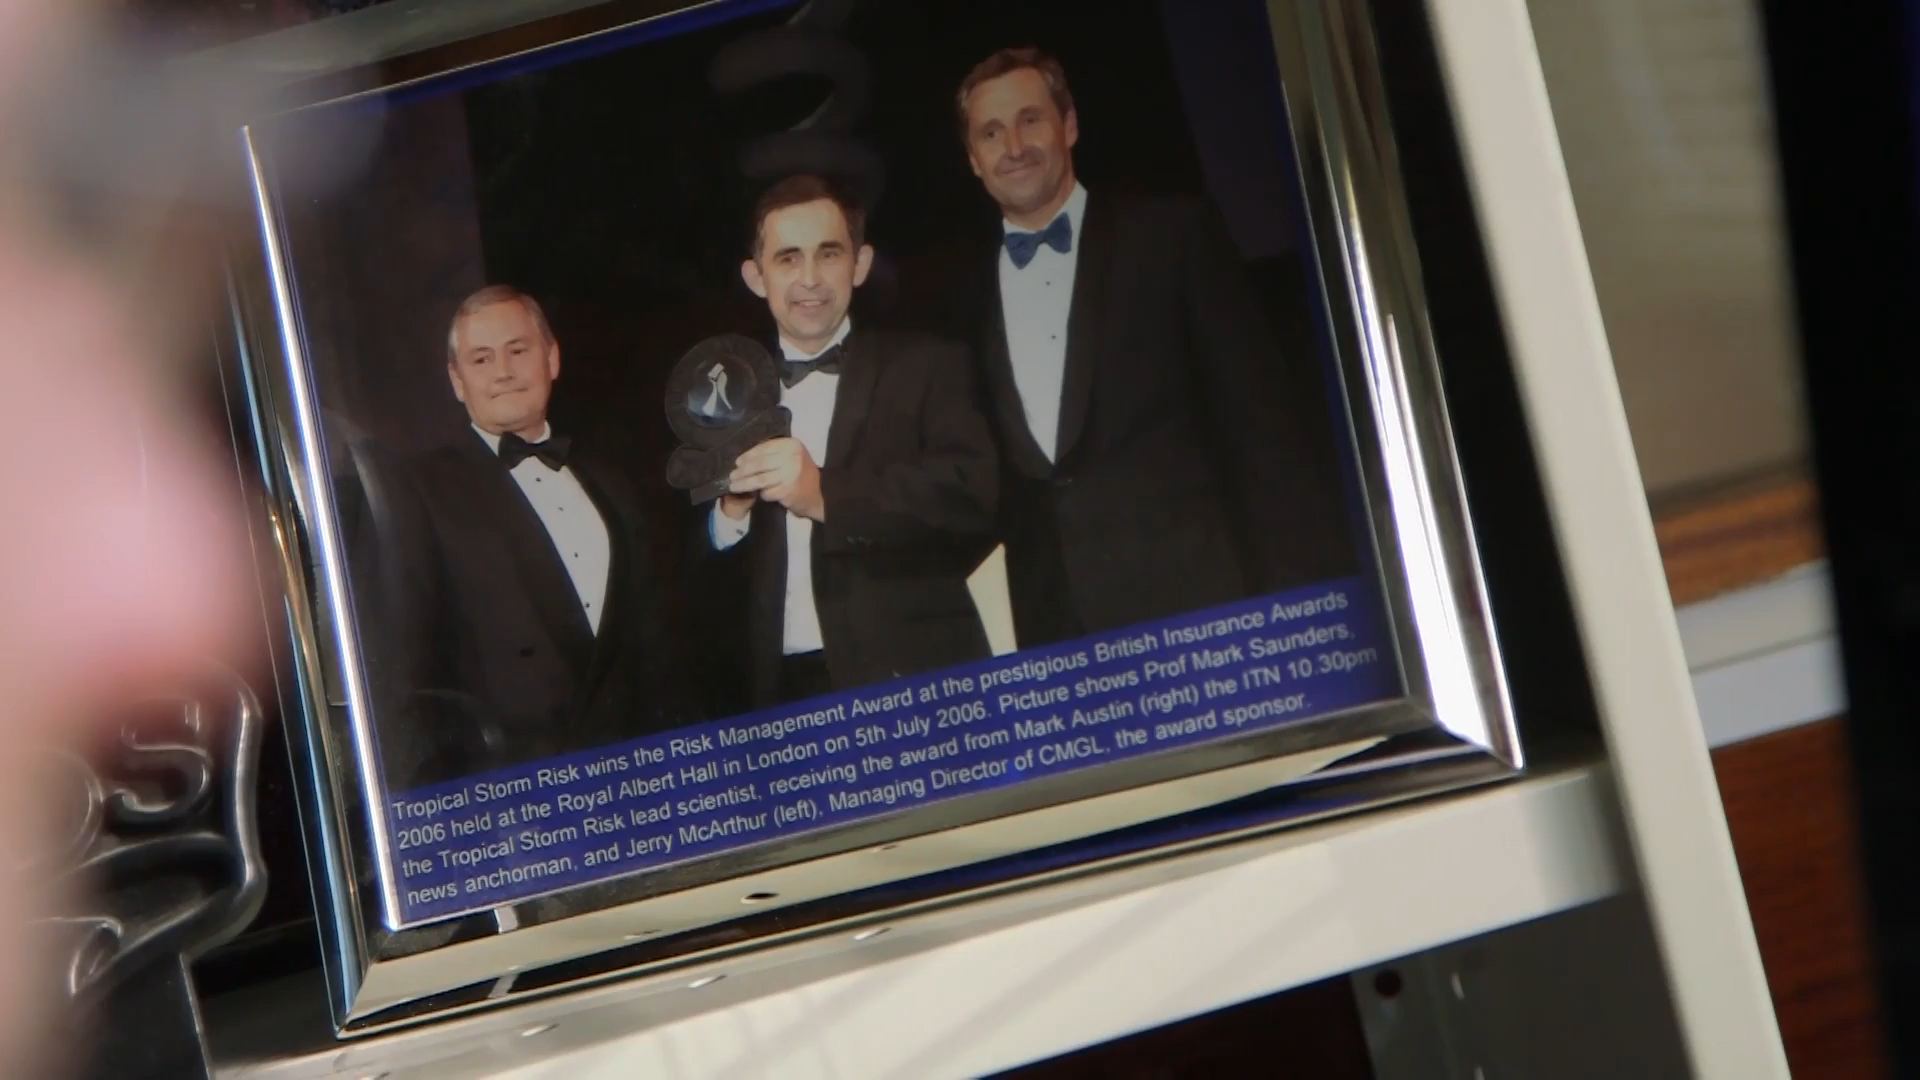 Tropical Storm Risk wins the Risk Management Award at the prestigious British Insurance Awards
2006 held at the Royal Albert Hall in London on 5th July 2006. Picture shows Prof Mark Saunders,
the Tropical Storm Risk lead scientist, receiving the award from Mark Austin (right) the ITN 10.30pm
news anchorman, and Jerry McArthur (left), Managing Director of CMGL, the award sponsor.